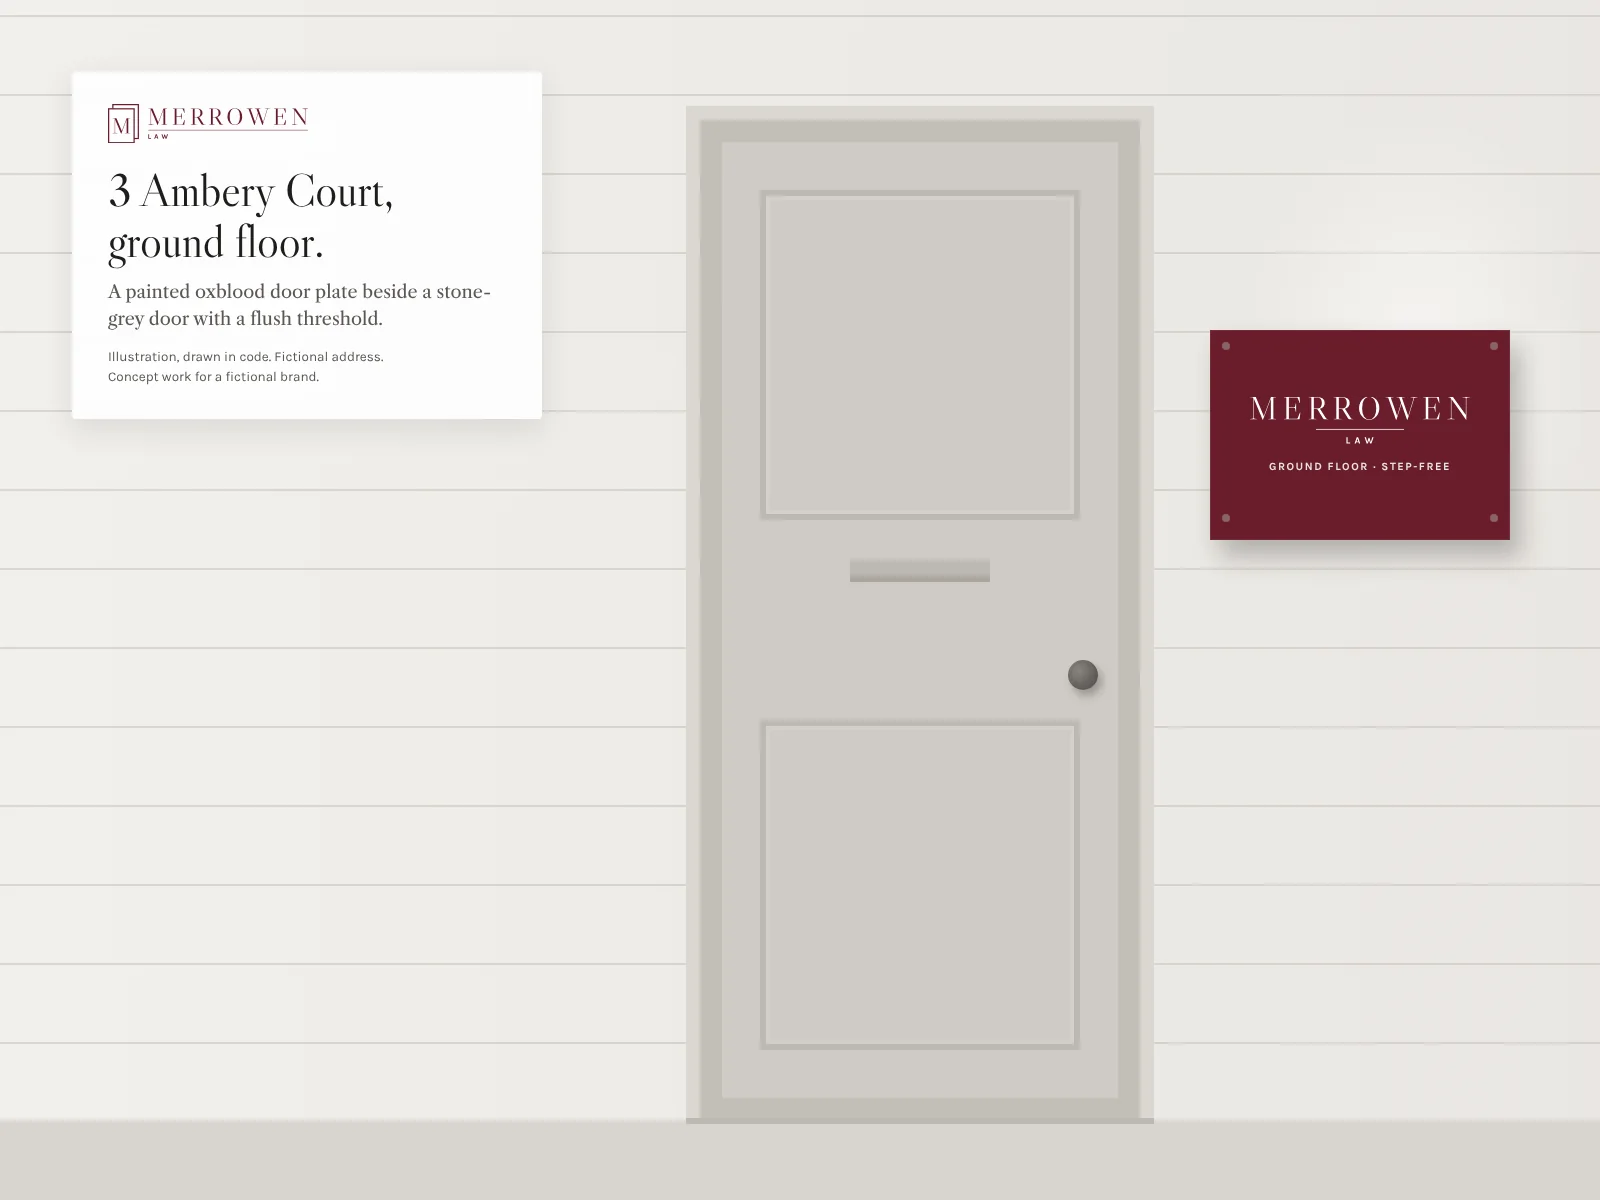 M MERROWEN
LAW
3 Ambery Court,
ground floor.
A painted oxblood door plate beside a stone-
grey door with a flush threshold.
Illustration, drawn in code. Fictional address.
Concept work for a fictional brand.
MERROWEN
LAW
GROUND FLOOR · STEP-FREE